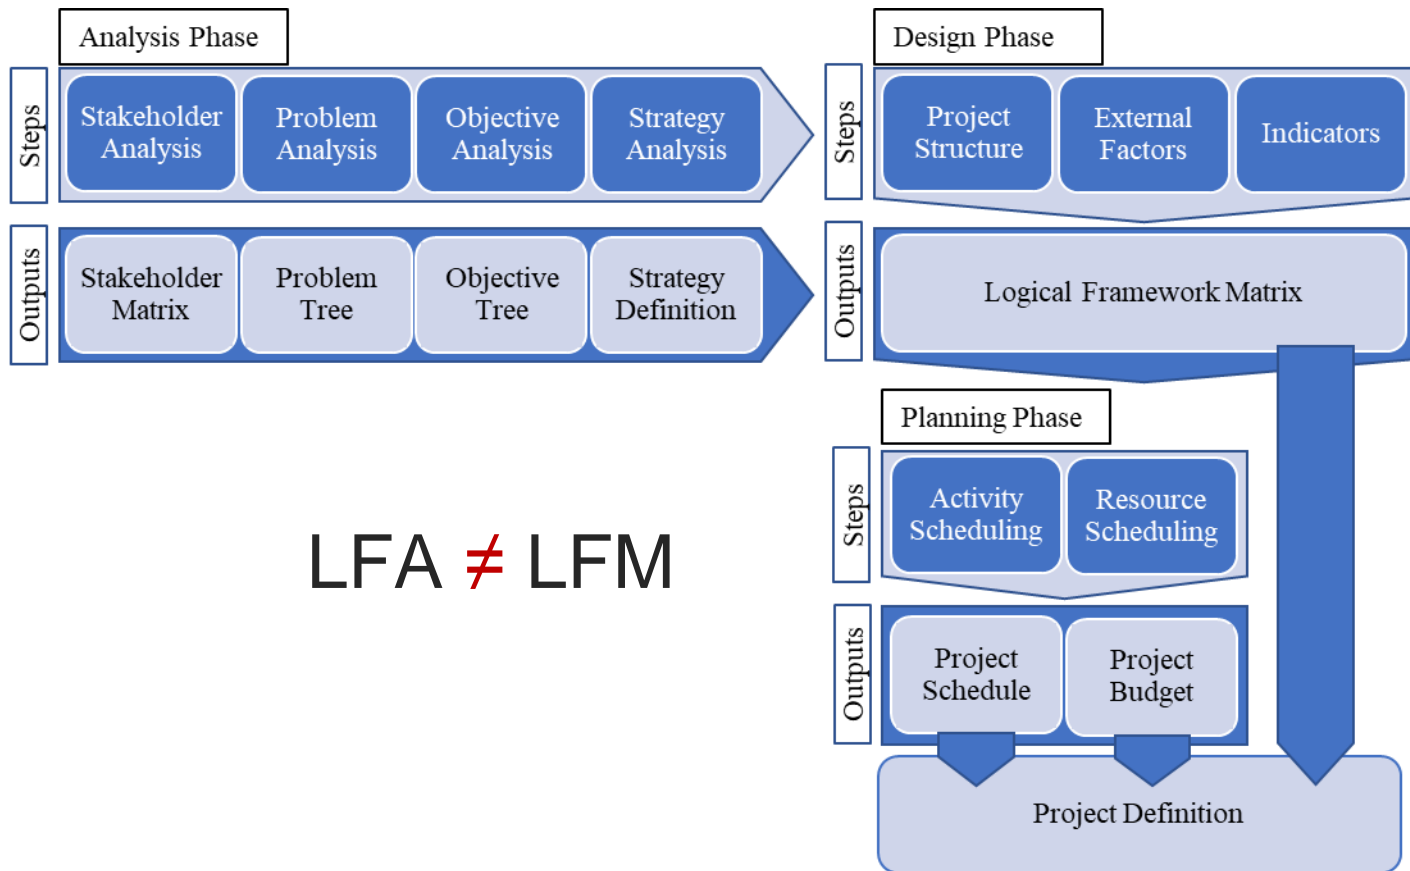 Analysis Phase
Steps
Stakeholder
Analysis
Problem
Analysis
Objective
Analysis
Strategy
Analysis
Outputs
Stakeholder
Matrix
Problem
Tree
Objective
Tree
Strategy
Definition
Design Phase
Steps
Project
Structure
External
Factors
Indicators
Outputs
Logical Framework Matrix
Planning Phase
Steps
Activity
Scheduling
Resource
Scheduling
Outputs
Project
Schedule
Project
Budget
Project Definition
LFA ≠ LFM